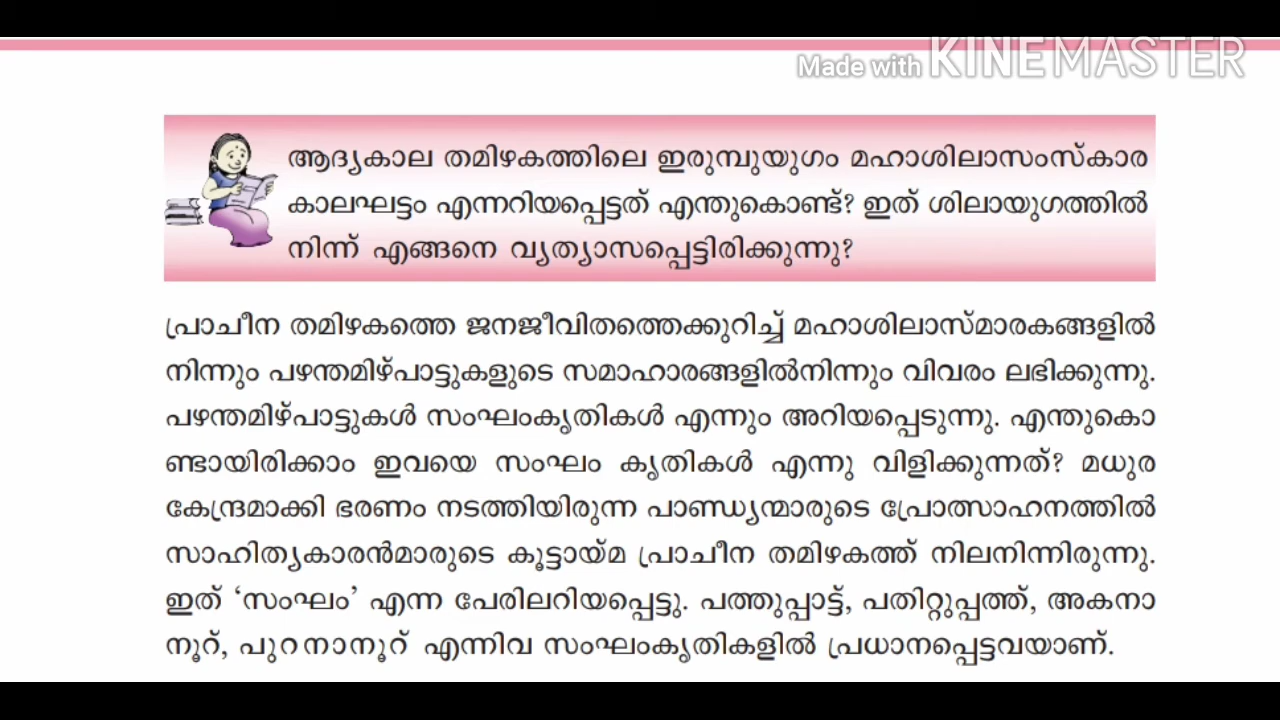 Made with KINEMASTER
ആദ്യകാല തമിഴകത്തിലെ ഇരുമ്പുയുഗം മഹാശിലാസംസ്കാര
കാലഘട്ടം എന്നറിയപ്പെട്ടത് എന്തുകൊണ്ട്? ഇത് ശിലായുഗത്തിൽ
നിന്ന് എങ്ങനെ വ്യത്യാസപ്പെട്ടിരിക്കുന്നു?
പ്രാചീന തമിഴകത്തെ ജനജീവിതത്തെക്കുറിച്ച് മഹാശിലാസ്മാരകങ്ങളിൽ
നിന്നും പഴന്തമിഴ്പാട്ടുകളുടെ സമാഹാരങ്ങളിൽനിന്നും വിവരം ലഭിക്കുന്നു.
പഴന്തമിഴ്പാട്ടുകൾ സംഘംകൃതികൾ എന്നും അറിയപ്പെടുന്നു. എന്തുകൊ
ണ്ടായിരിക്കാം ഇവയെ സംഘം കൃതികൾ എന്നു വിളിക്കുന്നത്? മധുര
കേന്ദ്രമാക്കി ഭരണം നടത്തിയിരുന്ന പാണ്ഡ്യന്മാരുടെ പ്രോത്സാഹനത്തിൽ
സാഹിത്യകാരൻമാരുടെ കൂട്ടായ്മ പ്രാചീന തമിഴകത്ത് നിലനിന്നിരുന്നു.
ഇത് ‘സംഘം’ എന്ന പേരിലറിയപ്പെട്ടു. പത്തുപ്പാട്ട്, പതിറ്റുപ്പത്ത്, അകനാ
നൂറ്, പുറനാനൂറ് എന്നിവ സംഘംകൃതികളിൽ പ്രധാനപ്പെട്ടവയാണ്.